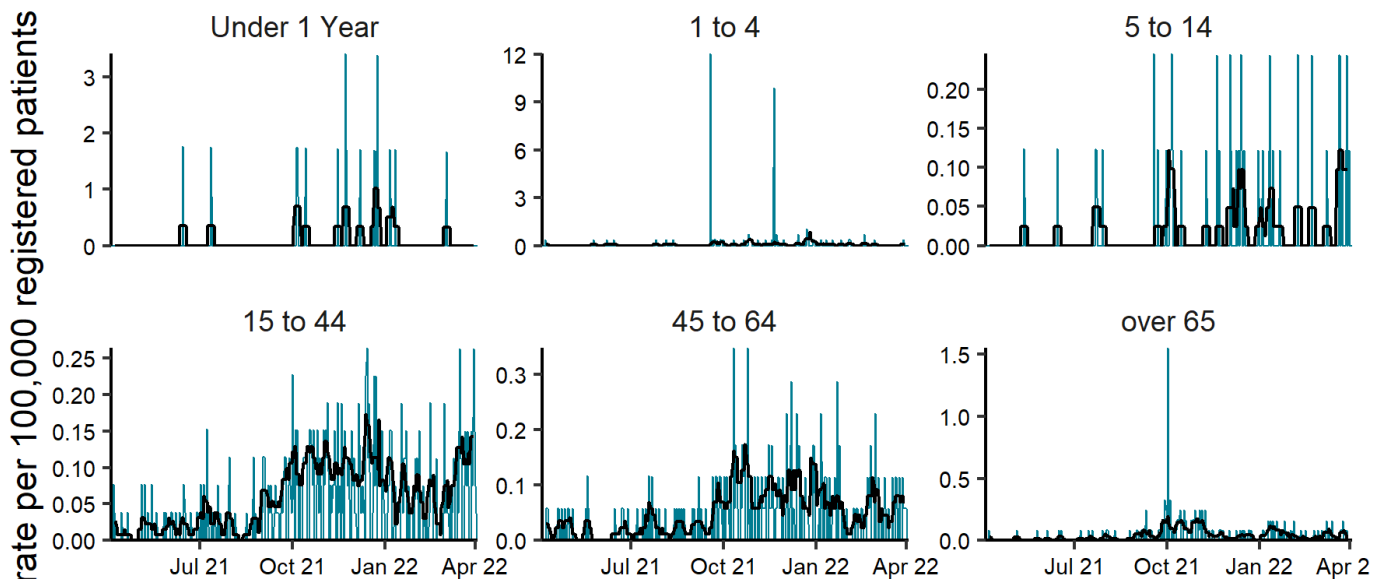 rate per 100,000 registered patients
Under 1 Year
1 to 4
5 to 14
3
2
1
0
12
9
6
3
0
0.20
0.15
0.10
0.05
0.00
15 to 44
45 to 64
over 65
0.25
0.20
0.15
0.10
0.05
0.00
0.3
0.2
0.1
0.0
1.5
1.0
0.5
0.0
Jul 21 Oct 21 Jan 22 Apr 22
Jul 21 Oct 21 Jan 22 Apr 22
Jul 21 Oct 21 Jan 22 Apr 2